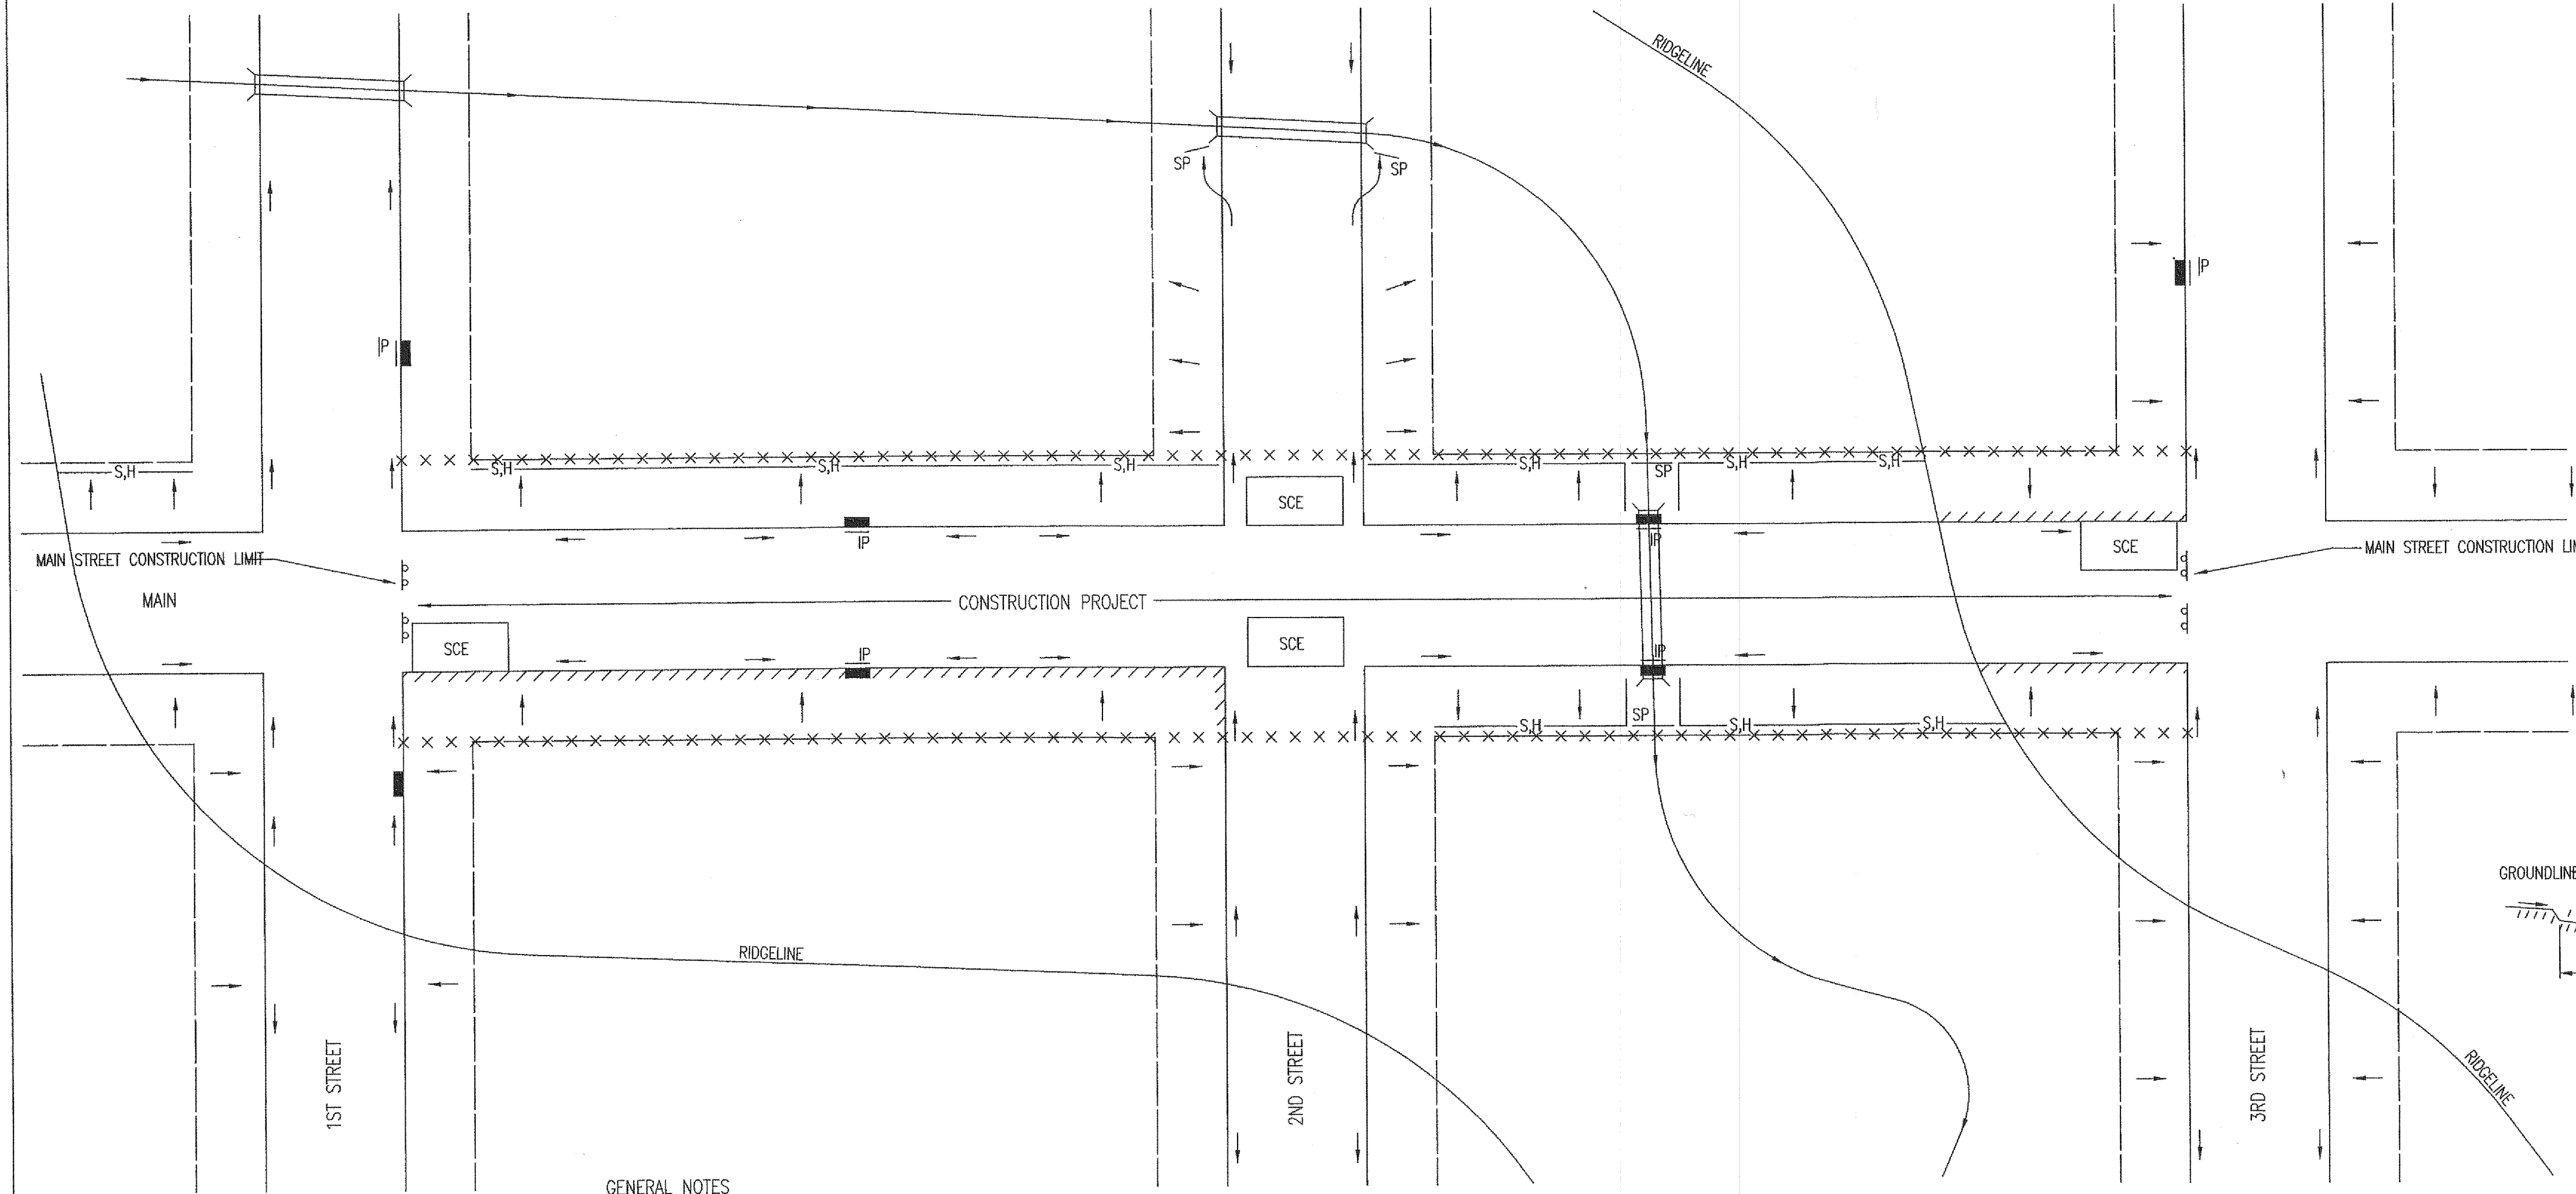 RIDGELINE
SP
SP
IP
IP
S,H
S,H
S,H
S,H
S,H
SP
S,H
S,H
SCE
IP
IP
SCE
MAIN STREET CONSTRUCTION LIMIT
MAIN STREET CONSTRUCTION LI
MAIN
CONSTRUCTION PROJECT
SCE
SCE
IP
IP
SP
S,H
S,H
S,H
GROUNDLINE
RIDGELINE
1ST STREET
2ND STREET
3RD STREET
RIDGELINE
GENERAL NOTES